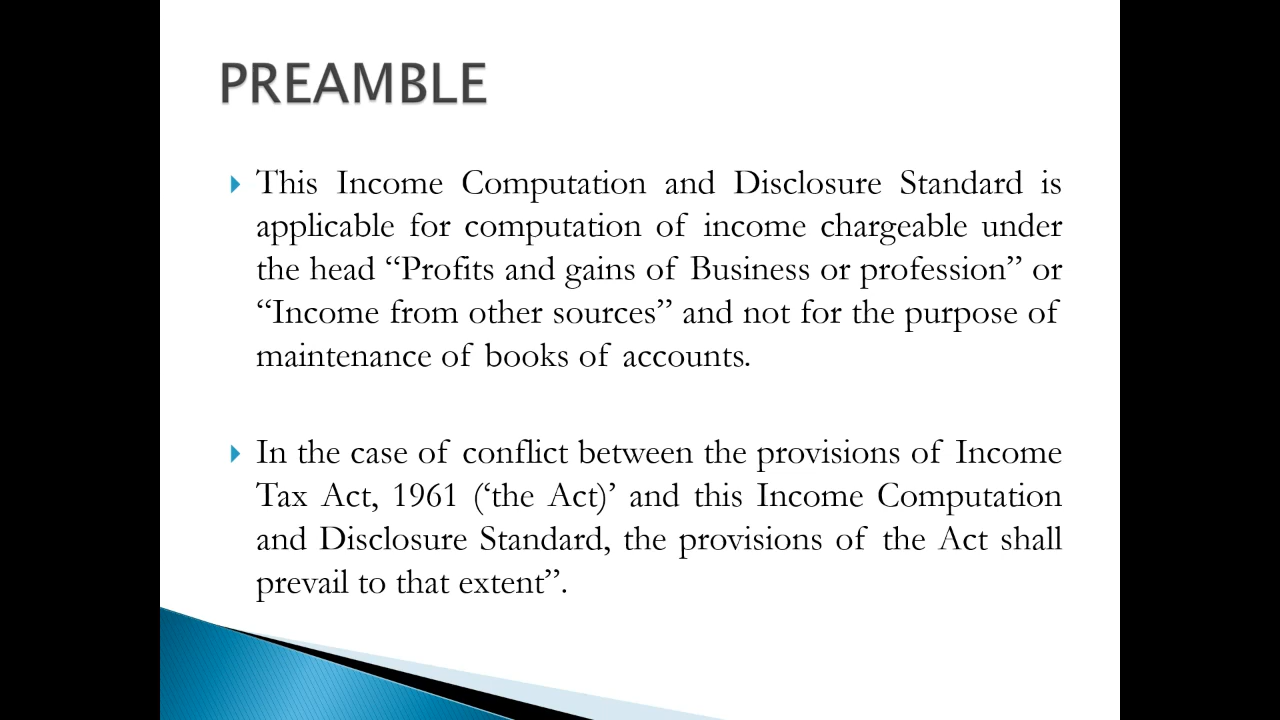 PREAMBLE
This Income Computation and Disclosure Standard is
applicable for computation of income chargeable under
the head “Profits and gains of Business or profession” or
“Income from other sources” and not for the purpose of
maintenance of books of accounts.
In the case of conflict between the provisions of Income
Tax Act, 1961 (‘the Act)’ and this Income Computation
and Disclosure Standard, the provisions of the Act shall
prevail to that extent”.